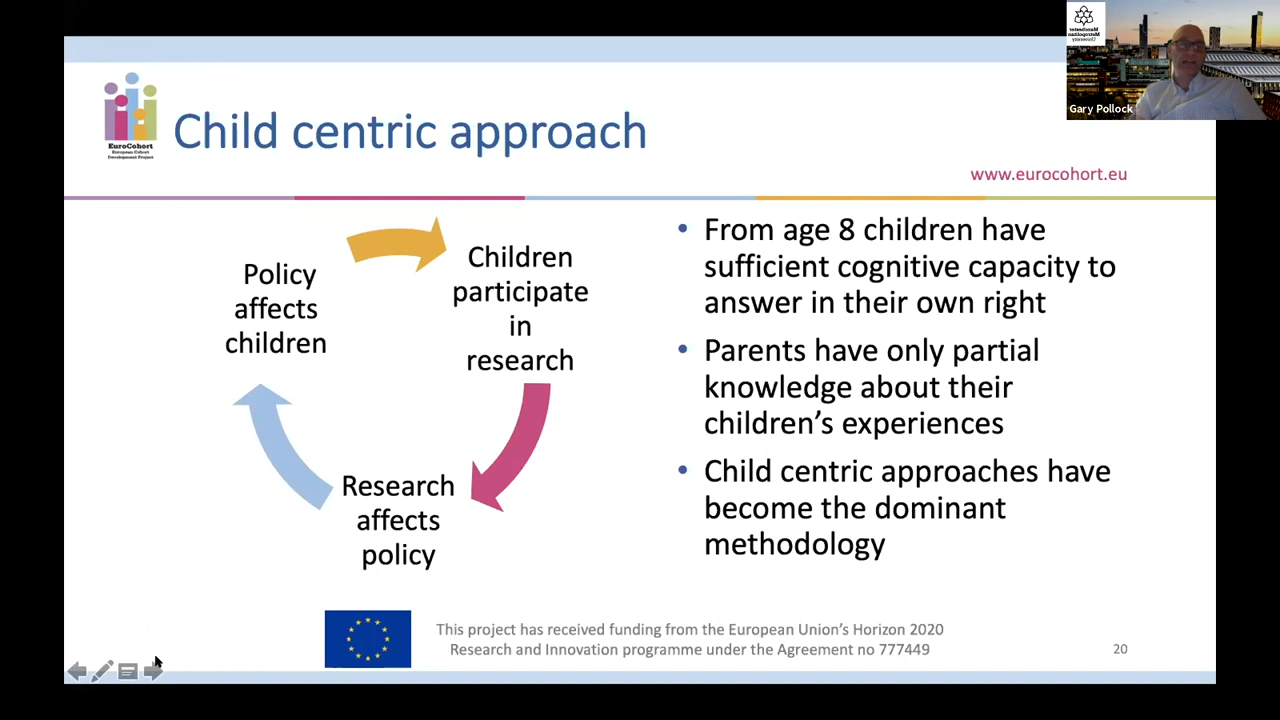 Manchester
Metropolitan
University
Gary Pollock
EuroCohort
European Cohort
Development Project
Child centric approach
www.eurocohort.eu
Policy
affects
children
Children
participate
in
research
Research
affects
policy
• From age 8 children have
sufficient cognitive capacity to
answer in their own right
• Parents have only partial
knowledge about their
children’s experiences
• Child centric approaches have
become the dominant
methodology
This project has received funding from the European Union’s Horizon 2020
Research and Innovation programme under the Agreement no 777449
20